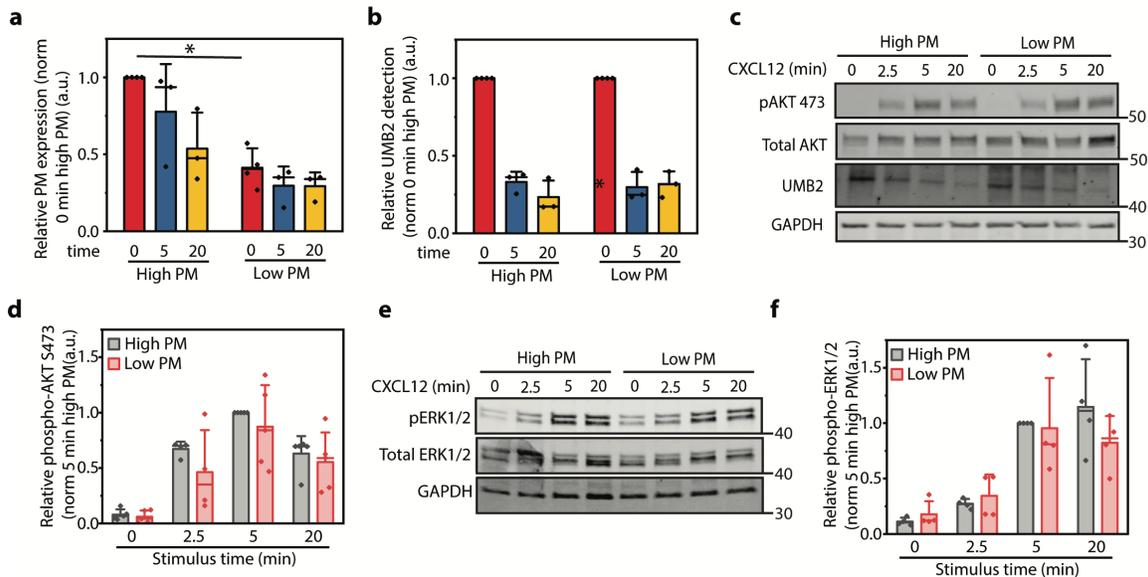 a
Relative PM expression (norm
0 min high PM) (a.u.)
1.0
0.5
0.0
*
time
0 5 20 0 5 20
High PM Low PM
b
Relative UMB2 detection
(norm 0 min high PM) (a.u.)
1.0
0.5
0.0
*
time
0 5 20 0 5 20
High PM Low PM
c
High PM Low PM
CXCL12 (min) 0 2.5 5 20 0 2.5 5 20
pAKT 473
50
Total AKT
50
UMB2
40
GAPDH
30
d
Relative phospho-AKT S473
(norm 5 min high PM(a.u.)
High PM
Low PM
1.5
1.0
0.5
0.0
0 2.5 5 20
Stimulus time (min)
e
High PM Low PM
CXCL12 (min) 0 2.5 5 20 0 2.5 5 20
pERK1/2
40
Total ERK1/2
40
GAPDH
30
f
Relative phospho-ERK1/2
(norm 5 min high PM(a.u.)
High PM
Low PM
1.5
1.0
0.5
0.0
0 2.5 5 20
Stimulus time (min)